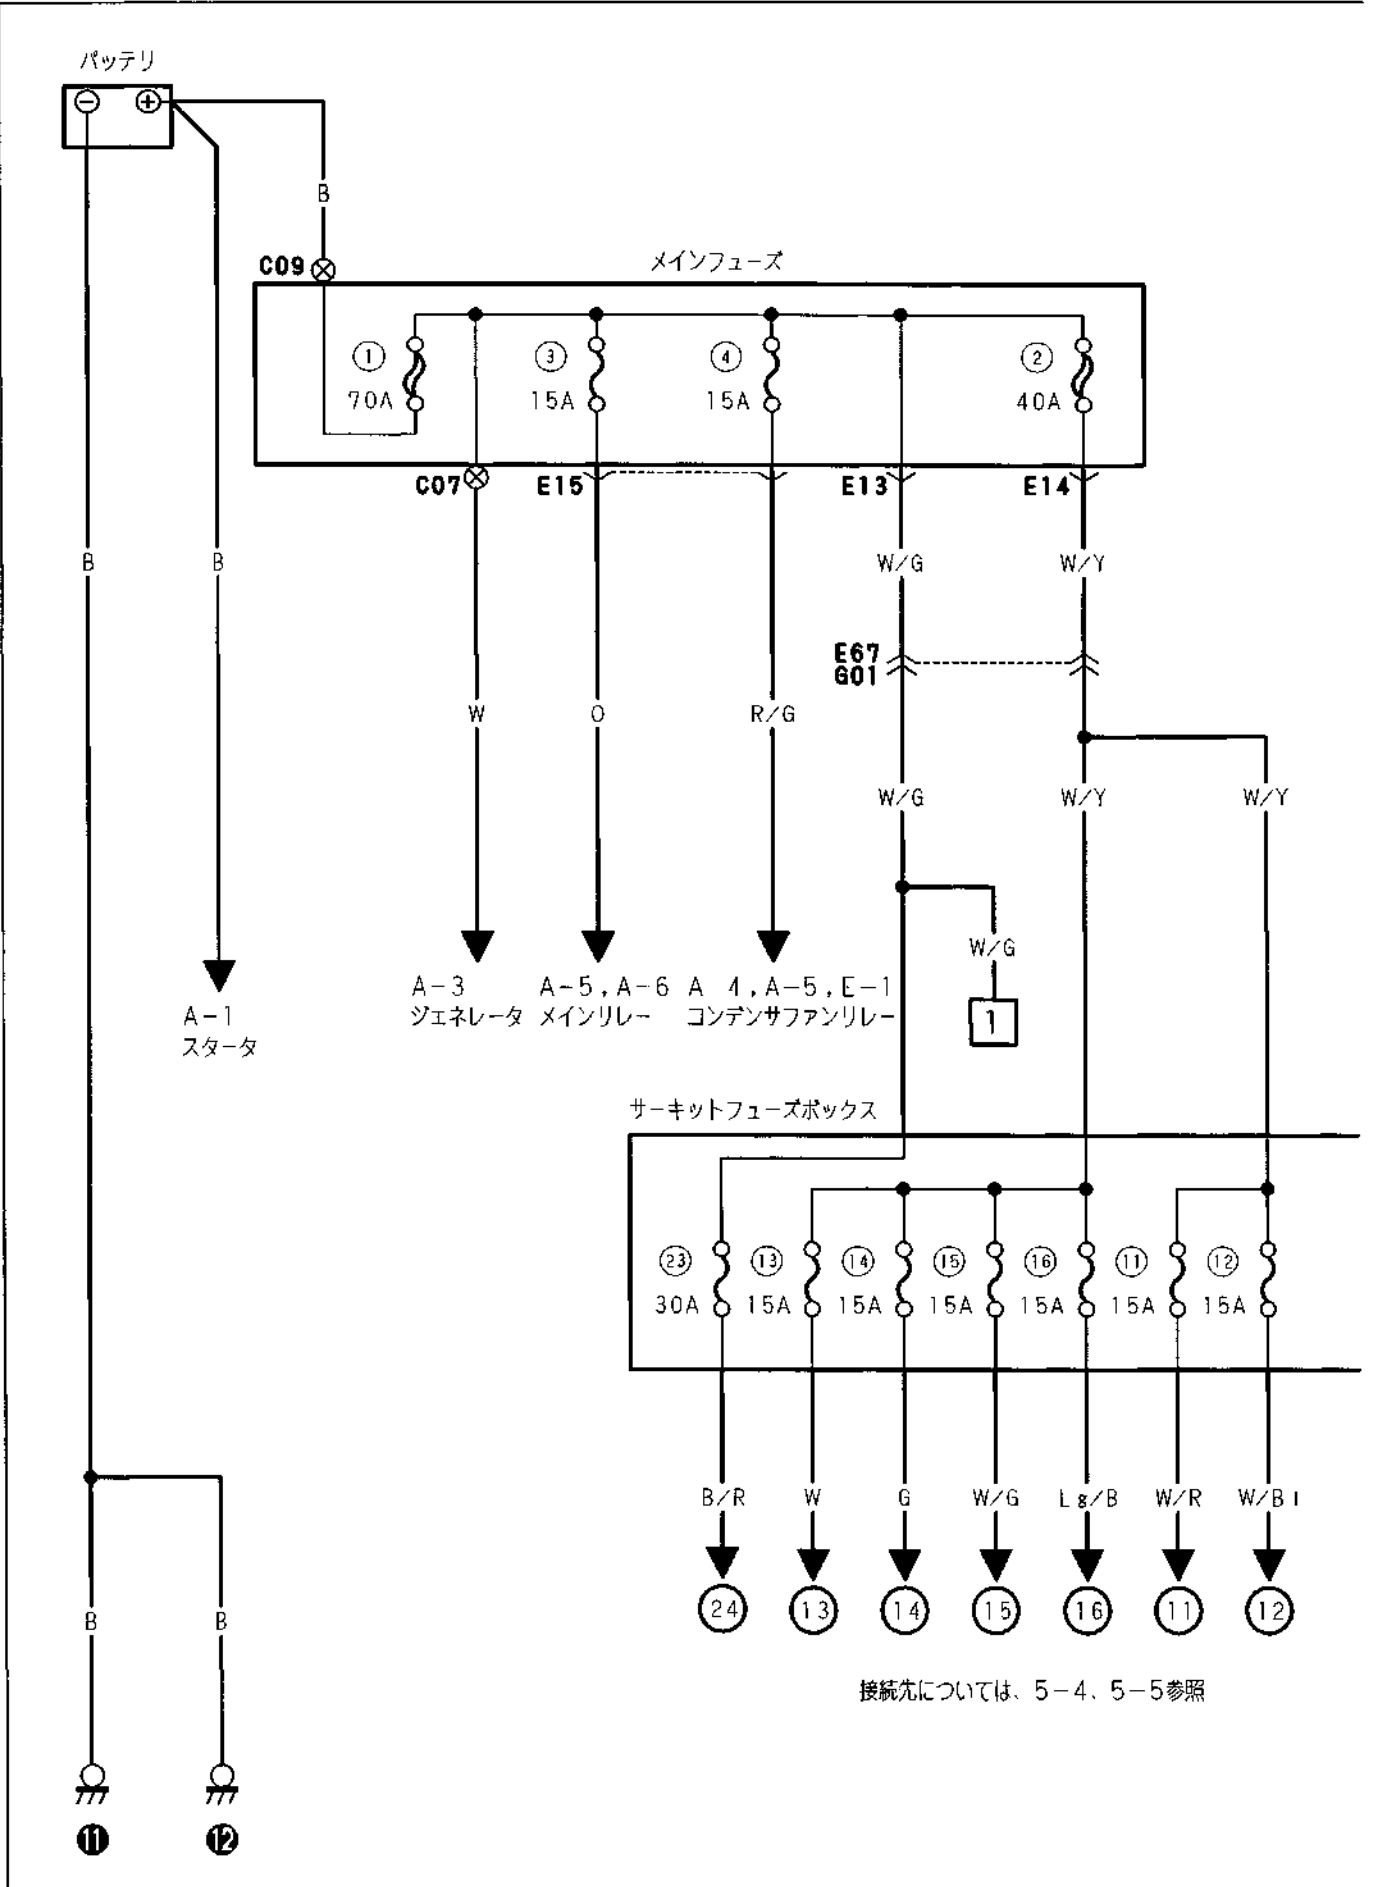 バッテリ
⊖ ⊕
B
C09
メインフューズ
① ③ ④ ②
70A 15A 15A 40A
C07 E15 E13 E14
B B W/G W/Y
E67
G01
W O R/G
W/G W/Y W/Y
W/G
A-3 A-5,A-6 A 4,A-5,E-1
ジェネレータ メインリレー コンデンサファンリレー
1
A-1
スタータ
サーキットフューズボックス
㉓ ⑬ ⑭ ⑮ ⑯ ⑪ ⑫
30A 15A 15A 15A 15A 15A 15A
B/R W G W/G Lg/B W/R W/Bl
24 13 14 15 16 11 12
B B
接続先については、5-4、5-5参照
11 12